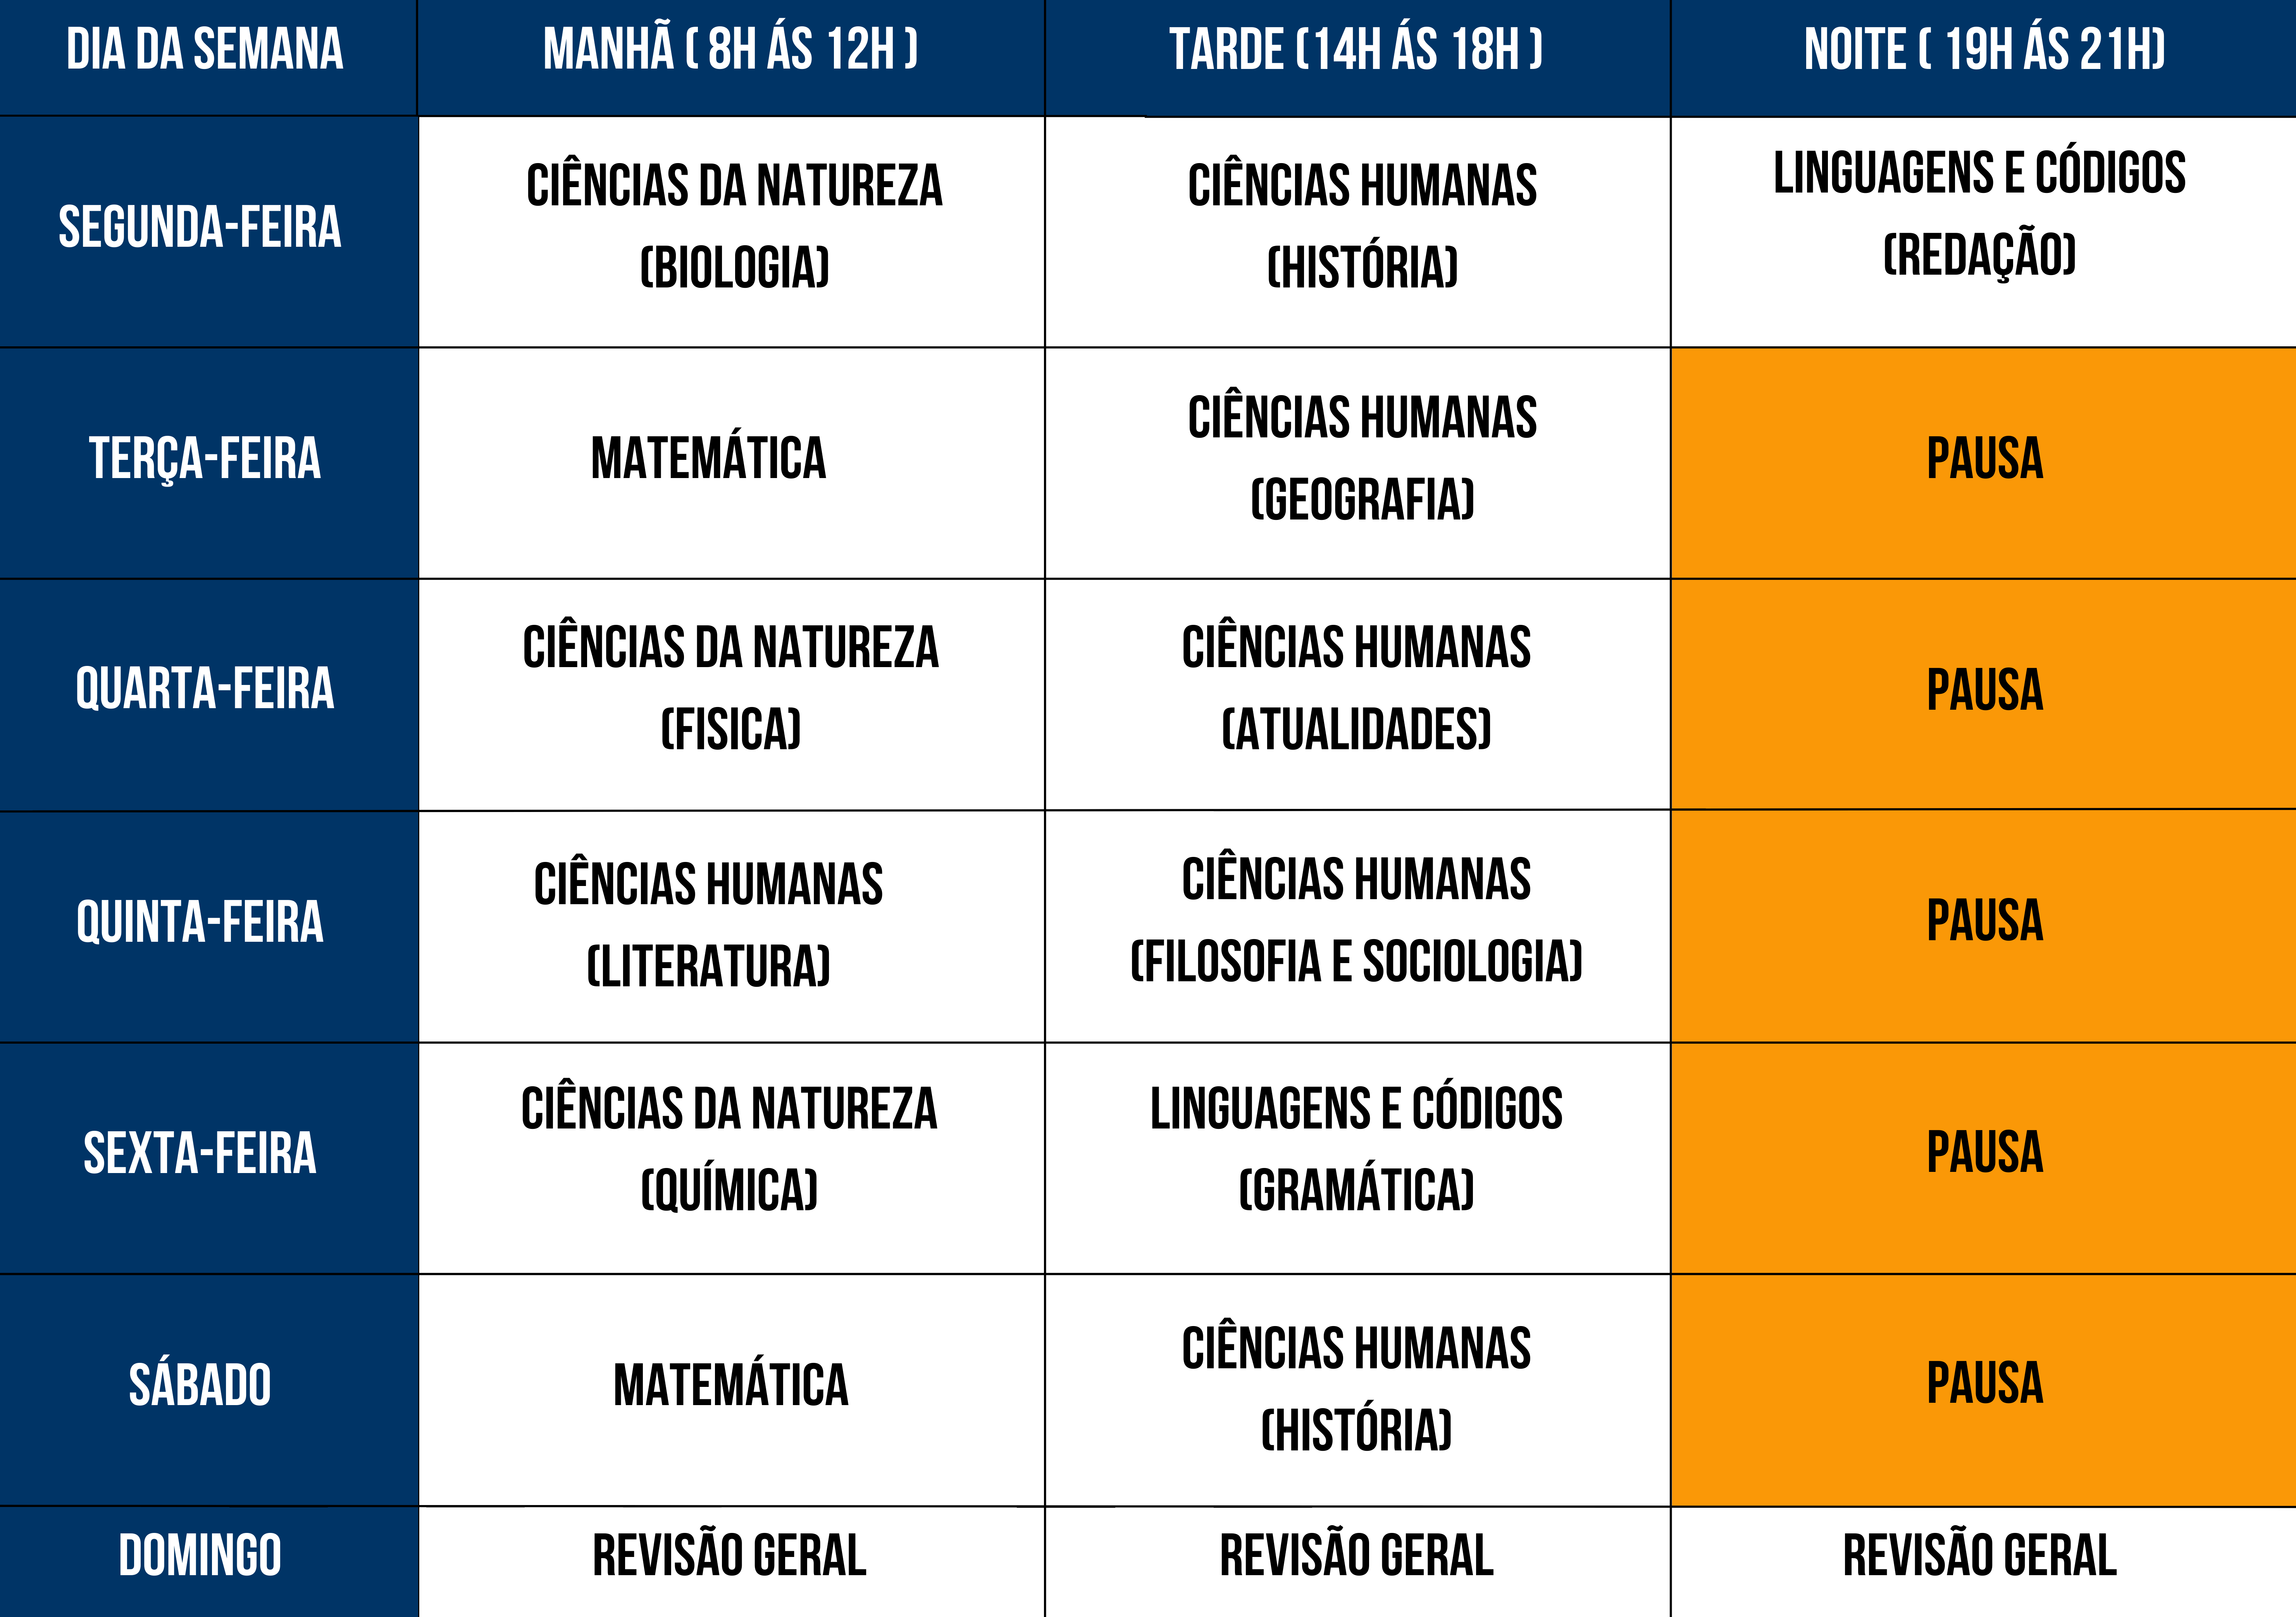 DIA DA SEMANA
MANHÃ ( 8H ÁS 12H )
TARDE (14H ÁS 18H )
NOITE ( 19H ÁS 21H)
SEGUNDA-FEIRA
CIÊNCIAS DA NATUREZA
(BIOLOGIA)
CIÊNCIAS HUMANAS
(HISTÓRIA)
LINGUAGENS E CÓDIGOS
(REDAÇÃO)
TERÇA-FEIRA
MATEMÁTICA
CIÊNCIAS HUMANAS
(GEOGRAFIA)
PAUSA
QUARTA-FEIRA
CIÊNCIAS DA NATUREZA
(FISICA)
CIÊNCIAS HUMANAS
(ATUALIDADES)
PAUSA
QUINTA-FEIRA
CIÊNCIAS HUMANAS
(LITERATURA)
CIÊNCIAS HUMANAS
(FILOSOFIA E SOCIOLOGIA)
PAUSA
SEXTA-FEIRA
CIÊNCIAS DA NATUREZA
(QUÍMICA)
LINGUAGENS E CÓDIGOS
(GRAMÁTICA)
PAUSA
SÁBADO
MATEMÁTICA
CIÊNCIAS HUMANAS
(HISTÓRIA)
PAUSA
DOMINGO
REVISÃO GERAL
REVISÃO GERAL
REVISÃO GERAL